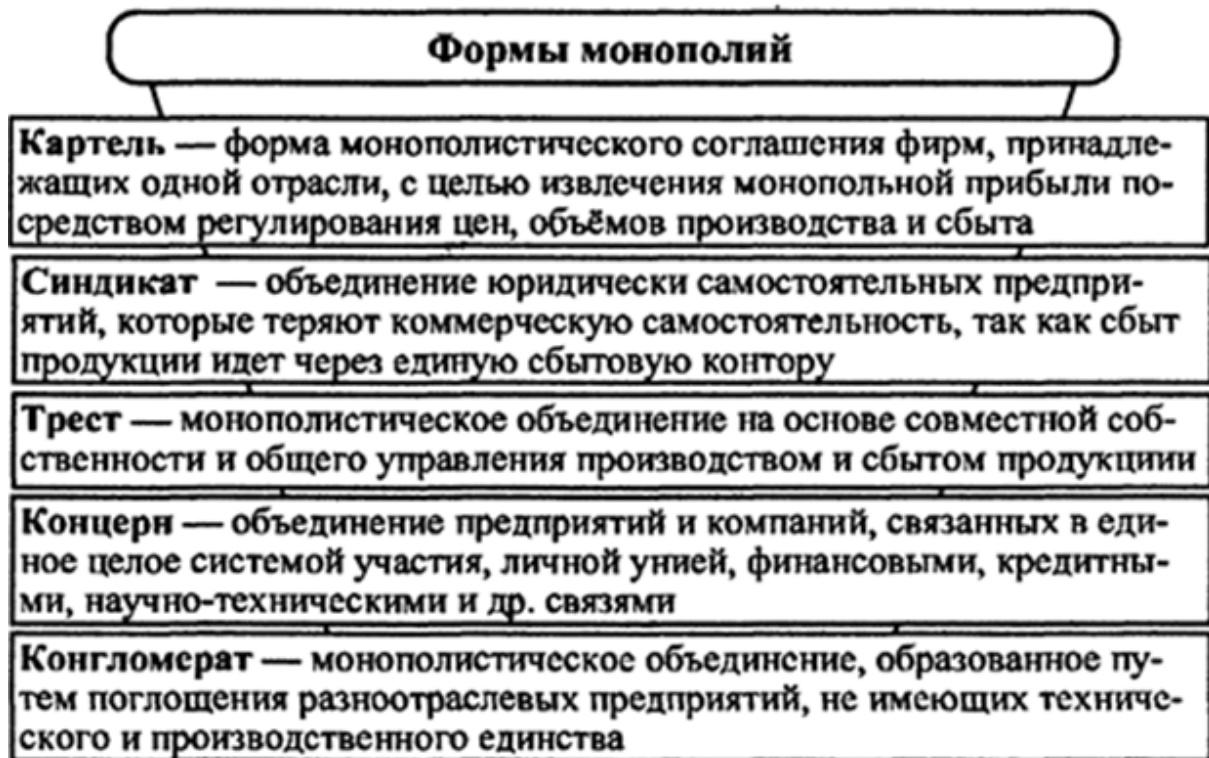 Формы монополий
Картель — форма монополистического соглашения фирм, принадле-
жащих одной отрасли, с целью извлечения монопольной прибыли по-
средством регулирования цен, объёмов производства и сбыта
Синдикат — объединение юридически самостоятельных предпри-
ятий, которые теряют коммерческую самостоятельность, так как сбыт
продукции идет через единую сбытовую контору
Трест — монополистическое объединение на основе совместной соб-
ственности и общего управления производством и сбытом продукциии
Концерн — объединение предприятий и компаний, связанных в еди-
ное целое системой участия, личной унией, финансовыми, кредитны-
ми, научно-техническими и др. связями
Конгломерат — монополистическое объединение, образованное пу-
тем поглощения разноотраслевых предприятий, не имеющих техниче-
ского и производственного единства